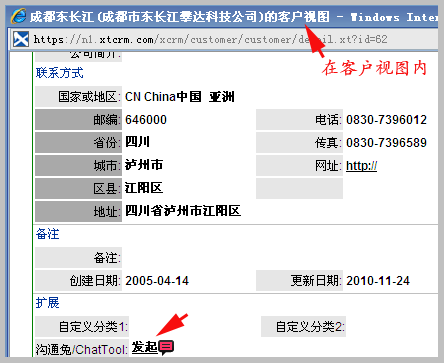 成都东长江(成都市东长江攀达科技公司)的客户视图 - Windows Inter
https://n1.xtcrm.com/xcrm/customer/customer/detail.xt?id=62
在客户视图内
公司简介:
联系方式
国家或地区: CN China中国 亚洲
邮编: 646000 电话: 0830-7396012
省份: 四川 传真: 0830-7396589
城市: 泸州市 网址: http://
区县: 江阳区
地址: 四川省泸州市江阳区
备注
备注:
创建日期: 2005-04-14 更新日期: 2010-11-24
扩展
自定义分类1: 自定义分类2:
沟通兔/ChatTool: 发起